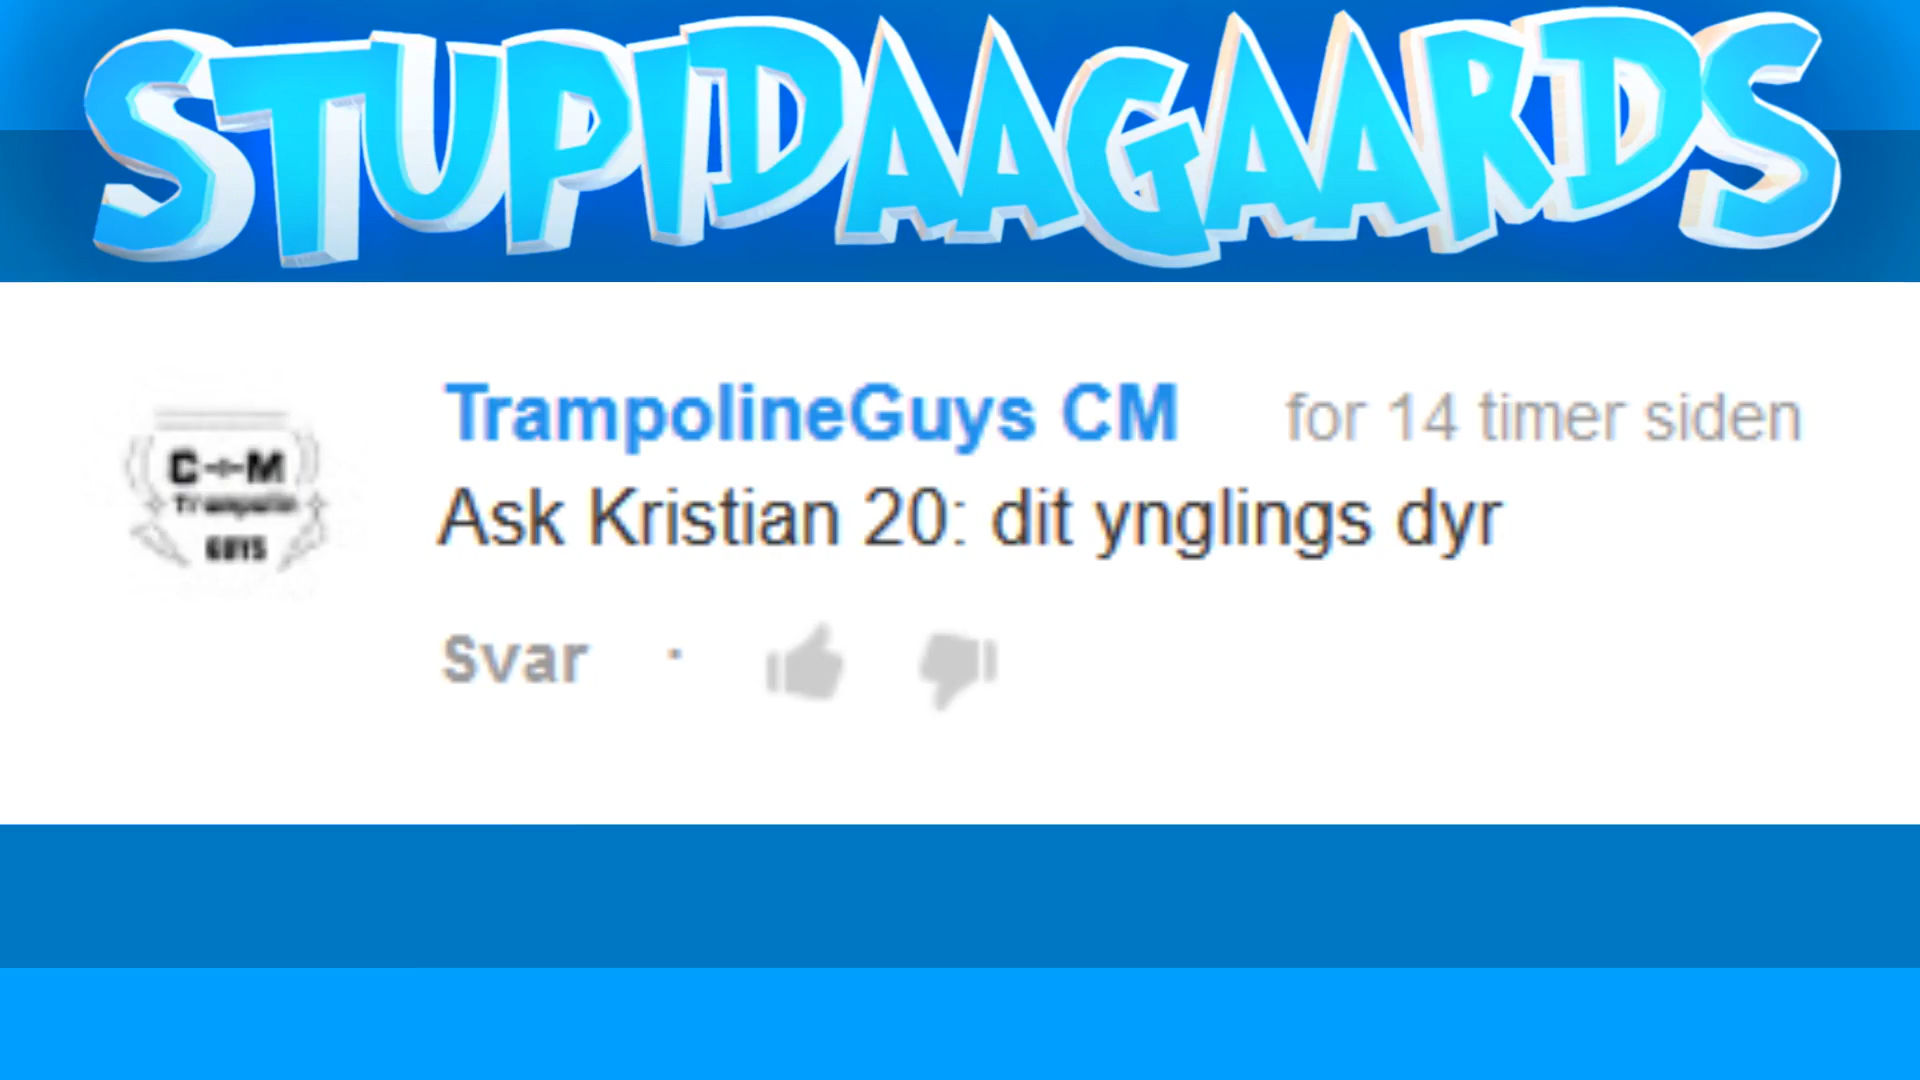 STUPIDAAGAARDS
TrampolineGuys CM for 14 timer siden
C+M
Trampolin
GUYS
Ask Kristian 20: dit ynglings dyr
Svar ·